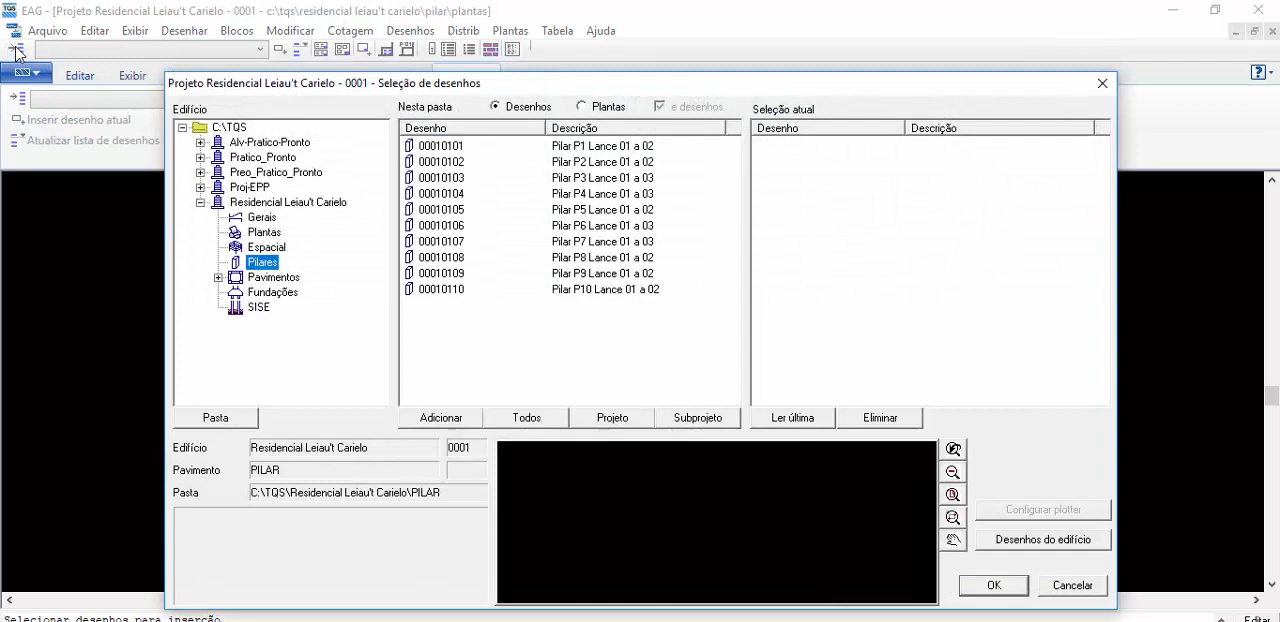 EAG - [Projeto Residencial Leiau't Carielo - 0001 - c:\tqs\residencial leiau't carielo\pilar\plantas]
Arquivo Editar Exibir Desenhar Blocos Modificar Cotagem Desenhos Distrib Plantas Tabela Ajuda
Editar Exibir
Inserir desenho atual
Atualizar lista de desenhos
Projeto Residencial Leiau't Carielo - 0001 - Seleção de desenhos
Edifício
C:\TQS
Alv-Pratico-Pronto
Pratico_Pronto
Preo_Pratico_Pronto
Proj-EPP
Residencial Leiau't Carielo
Gerais
Plantas
Espacial
Pilares
Pavimentos
Fundações
SISE
Pasta
Nesta pasta Desenhos Plantas e desenhos
Desenho Descrição
00010101 Pilar P1 Lance 01 a 02
00010102 Pilar P2 Lance 01 a 02
00010103 Pilar P3 Lance 01 a 03
00010104 Pilar P4 Lance 01 a 03
00010105 Pilar P5 Lance 01 a 02
00010106 Pilar P6 Lance 01 a 03
00010107 Pilar P7 Lance 01 a 03
00010108 Pilar P8 Lance 01 a 02
00010109 Pilar P9 Lance 01 a 02
00010110 Pilar P10 Lance 01 a 02
Adicionar Todos Projeto Subprojeto
Seleção atual
Desenho Descrição
Ler última Eliminar
Edifício Residencial Leiau't Carielo 0001
Pavimento PILAR
Pasta C:\TQS\Residencial Leiau't Carielo\PILAR
Configurar plotter
Desenhos do edifício
OK Cancelar
Selecionar desenhos para inserção
Editar